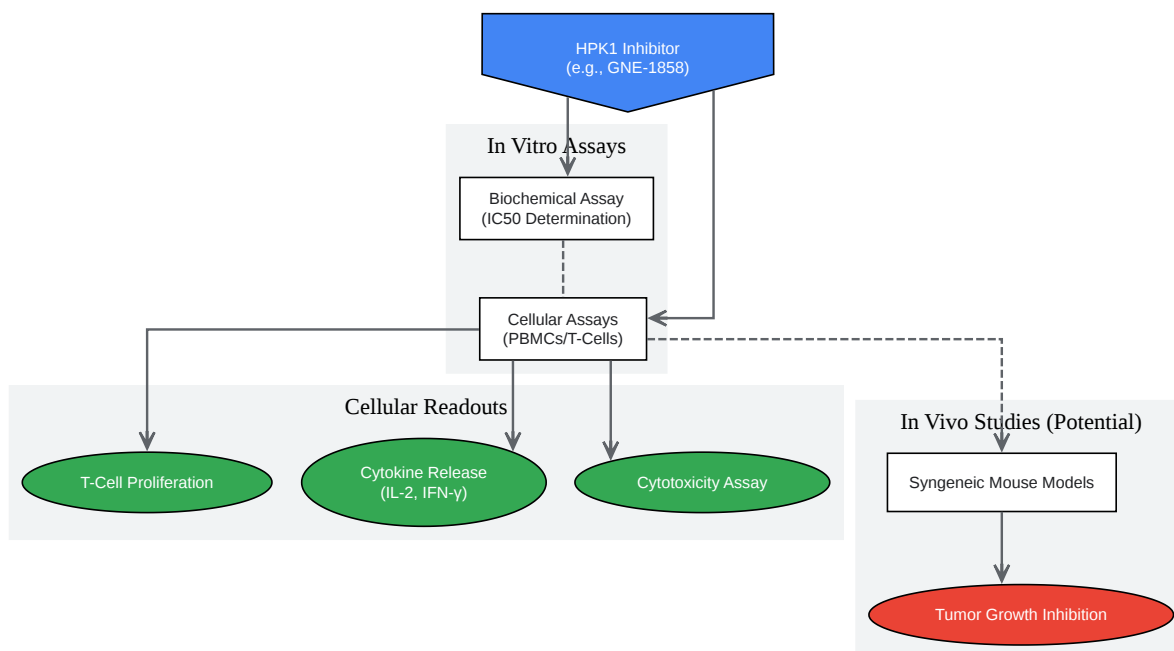 HPK1 Inhibitor
(e.g., GNE-1858)
In Vitro Assays
Biochemical Assay
(IC50 Determination)
Cellular Assays
(PBMCs/T-Cells)
Cellular Readouts
T-Cell Proliferation
Cytokine Release
(IL-2, IFN-γ)
Cytotoxicity Assay
In Vivo Studies (Potential)
Syngeneic Mouse Models
Tumor Growth Inhibition